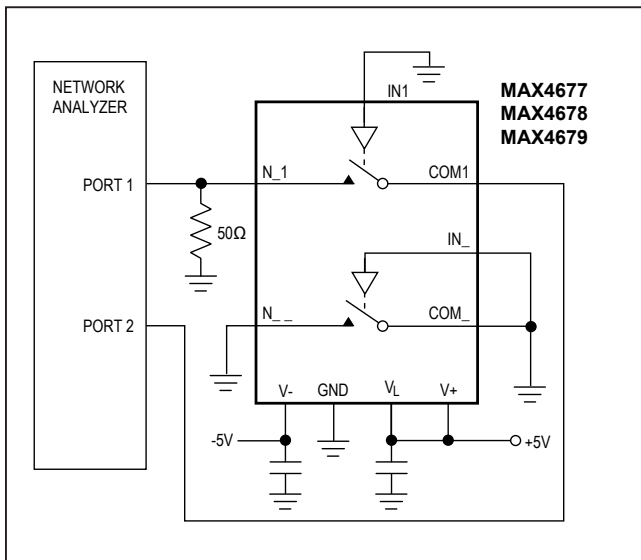 NETWORK
ANALYZER
PORT 1
PORT 2
50Ω
IN1
MAX4677
MAX4678
MAX4679
N_1
COM1
IN_
N_ _
COM_
V-
GND
VL
V+
-5V
+5V